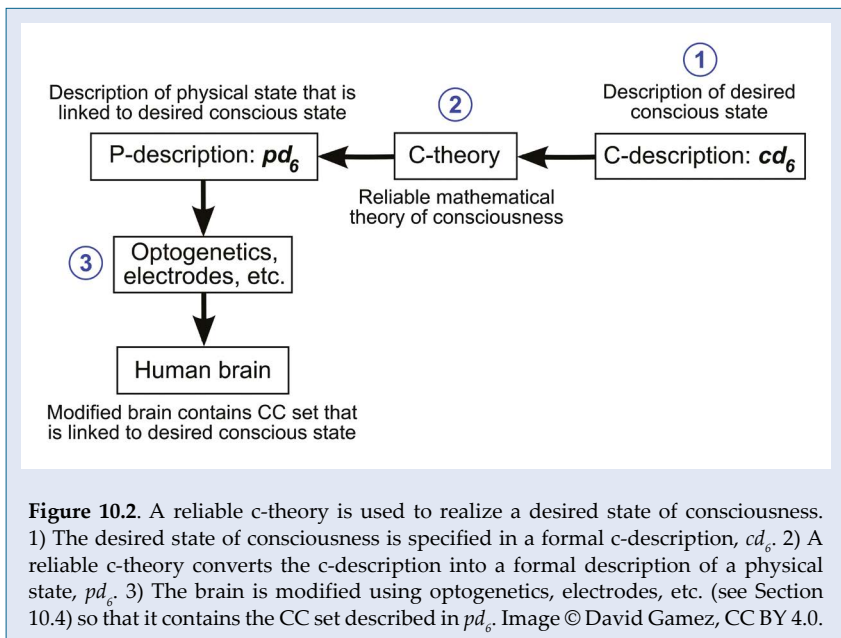 1
Description of desired
conscious state
C-description: cd6
2
C-theory
Reliable mathematical
theory of consciousness
Description of physical state that is
linked to desired conscious state
P-description: pd6
3
Optogenetics,
electrodes, etc.
Human brain
Modified brain contains CC set that
is linked to desired conscious state
Figure 10.2. A reliable c-theory is used to realize a desired state of consciousness.
1) The desired state of consciousness is specified in a formal c-description, cd6. 2) A
reliable c-theory converts the c-description into a formal description of a physical
state, pd6. 3) The brain is modified using optogenetics, electrodes, etc. (see Section
10.4) so that it contains the CC set described in pd6. Image © David Gamez, CC BY 4.0.